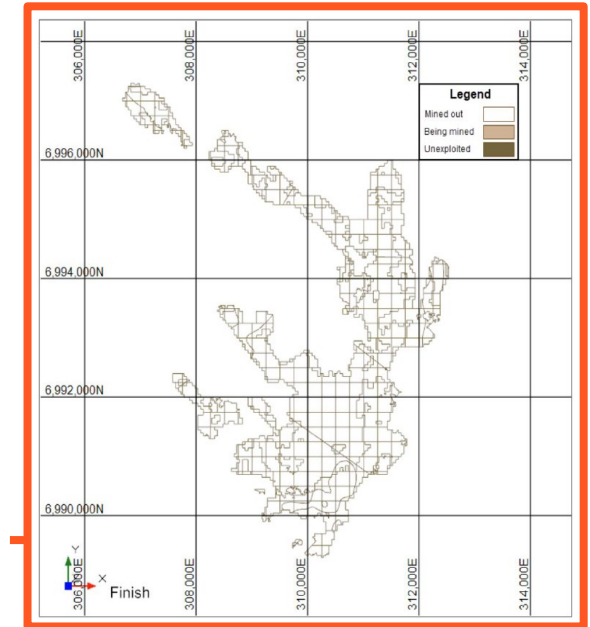 306,000E
308,000E
310,000E
312,000E
314,000E
Legend
Mined out
Being mined
Unexploited
6,996,000N
6,994,000N
6,992,000N
6,990,000N
Y
X
Finish
308,000E
310,000E
312,000E
314,000E